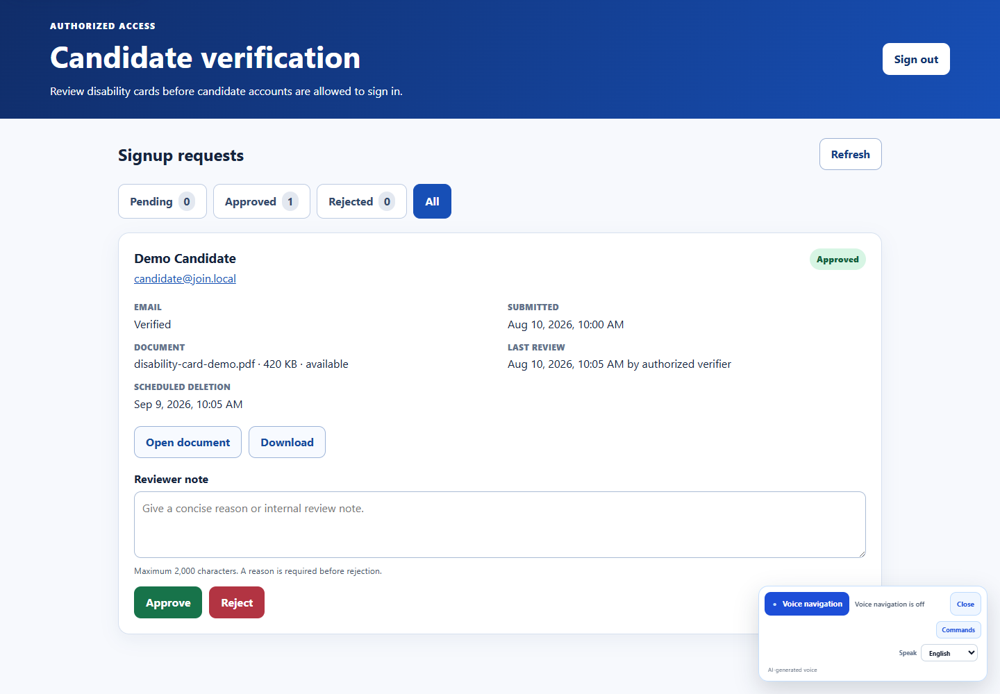 AUTHORIZED ACCESS
Candidate verification
Review disability cards before candidate accounts are allowed to sign in.
Sign out
Signup requests
Refresh
Pending 0
Approved 1
Rejected 0
All
Demo Candidate
Approved
candidate@join.local
EMAIL
Verified
SUBMITTED
Aug 10, 2026, 10:00 AM
DOCUMENT
disability-card-demo.pdf · 420 KB · available
LAST REVIEW
Aug 10, 2026, 10:05 AM by authorized verifier
SCHEDULED DELETION
Sep 9, 2026, 10:05 AM
Open document
Download
Reviewer note
Give a concise reason or internal review note.
Maximum 2,000 characters. A reason is required before rejection.
Approve
Reject
Voice navigation
Voice navigation is off
Close
Commands
Speak
English
AI-generated voice